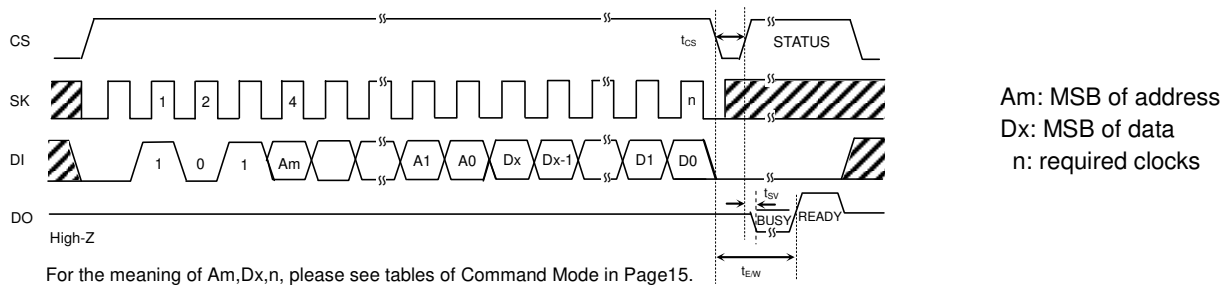 CS
tCS
STATUS
SK
1 2 4 n
DI
1 0 1 Am A1 A0 Dx Dx-1 D1 D0
tSV
DO
BUSY READY
High-Z
tE/W
For the meaning of Am,Dx,n, please see tables of Command Mode in Page15.
Am: MSB of address
Dx: MSB of data
n: required clocks